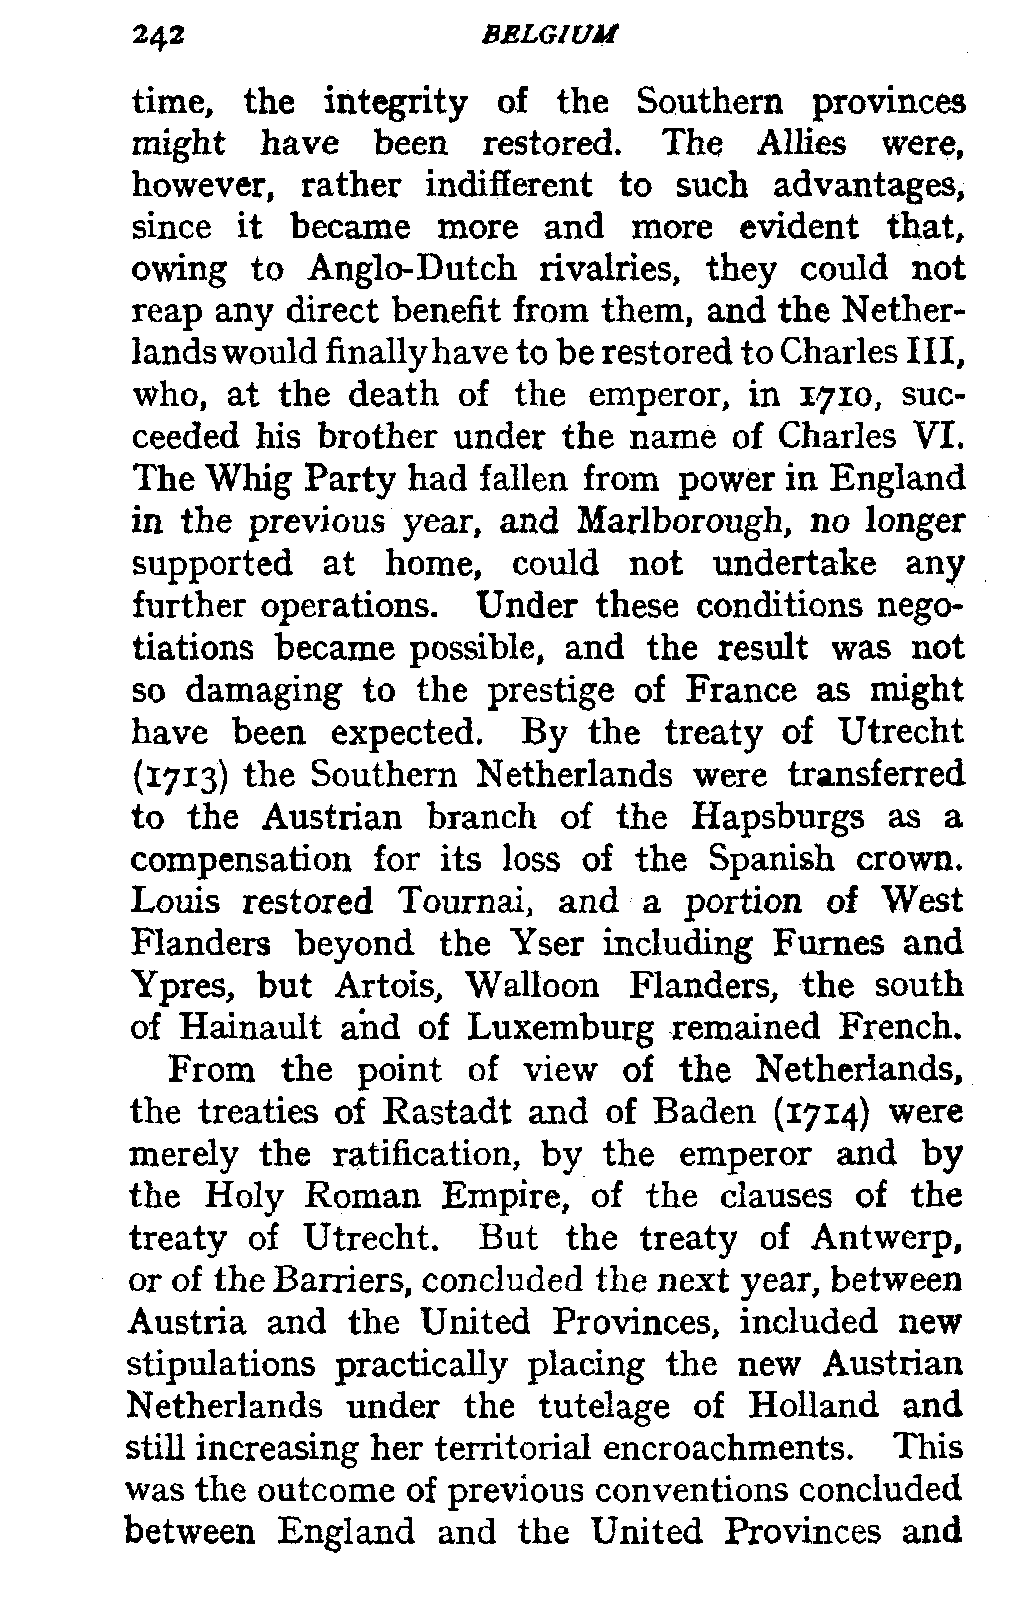 242 BELGIUM
time, the integrity of the Southern provinces
might have been restored. The Allies were,
however, rather indifferent to such advantages,
since it became more and more evident that,
owing to Anglo-Dutch rivalries, they could not
reap any direct benefit from them, and the Nether-
lands would finally have to be restored to Charles III,
who, at the death of the emperor, in 1710, suc-
ceeded his brother under the name of Charles VI.
The Whig Party had fallen from power in England
in the previous year, and Marlborough, no longer
supported at home, could not undertake any
further operations. Under these conditions nego-
tiations became possible, and the result was not
so damaging to the prestige of France as might
have been expected. By the treaty of Utrecht
(1713) the Southern Netherlands were transferred
to the Austrian branch of the Hapsburgs as a
compensation for its loss of the Spanish crown.
Louis restored Tournai, and a portion of West
Flanders beyond the Yser including Furnes and
Ypres, but Artois, Walloon Flanders, the south
of Hainault and of Luxemburg remained French.
From the point of view of the Netherlands,
the treaties of Rastadt and of Baden (1714) were
merely the ratification, by the emperor and by
the Holy Roman Empire, of the clauses of the
treaty of Utrecht. But the treaty of Antwerp,
or of the Barriers, concluded the next year, between
Austria and the United Provinces, included new
stipulations practically placing the new Austrian
Netherlands under the tutelage of Holland and
still increasing her territorial encroachments. This
was the outcome of previous conventions concluded
between England and the United Provinces and